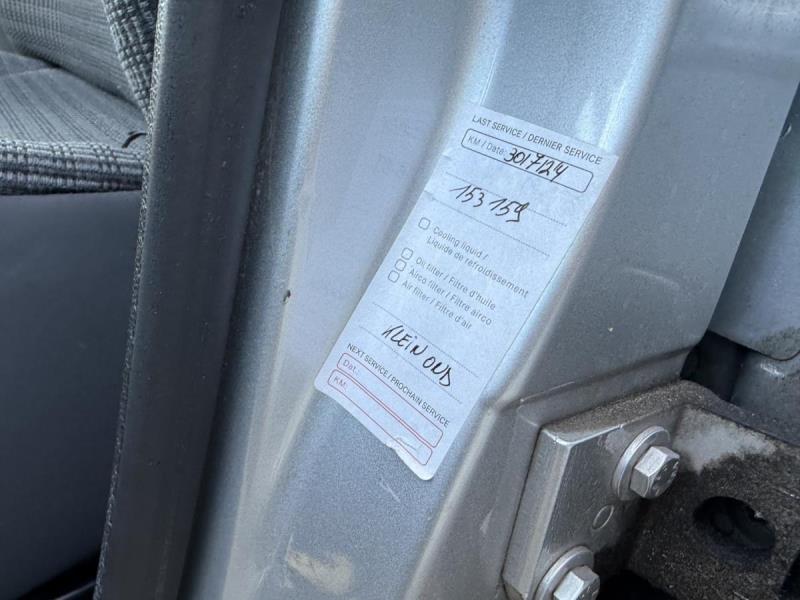 LAST SERVICE / DERNIER SERVICE
KM / Date: 30/7/24
153 159
Cooling liquid /
Liquide de refroidissement
Oil filter / Filtre d'huile
Airco filter / Filtre airco
Air filter / Filtre d'air
KLEIN OND
NEXT SERVICE / PROCHAIN SERVICE
Dat.:
KM: